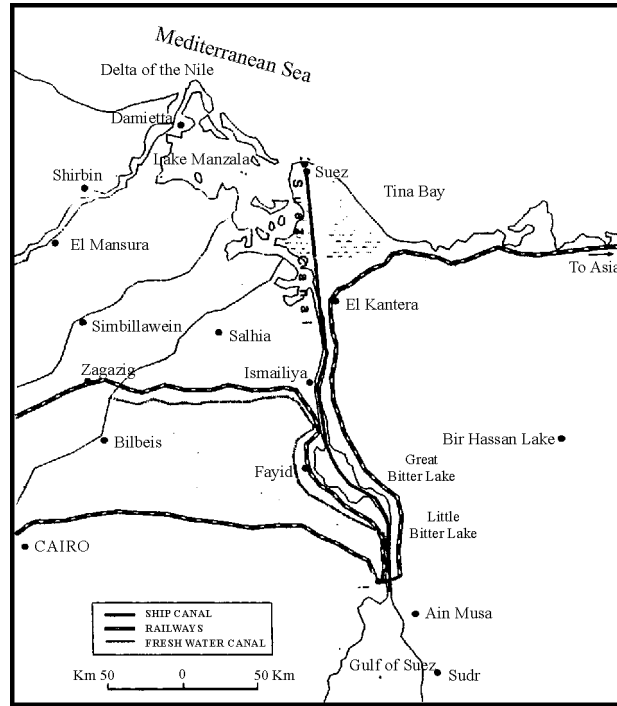 Mediterranean Sea
Delta of the Nile
Damietta
Lake Manzala
Suez
Shirbin
Tina Bay
Suaz Canal
El Mansura
To Asia
El Kantera
Simbillawein
Salhia
Zagazig
Ismailiya
Bilbeis
Bir Hassan Lake
Fayid
Great
Bitter Lake
Little
Bitter Lake
CAIRO
SHIP CANAL
RAILWAYS
FRESH WATER CANAL
Ain Musa
Gulf of Suez
Sudr
Km 50 0 50 Km